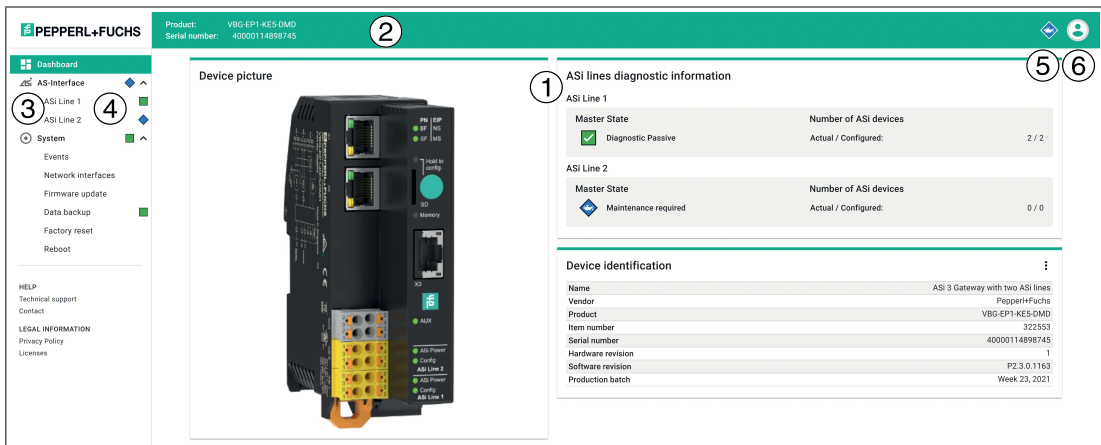 PEPPERL+FUCHS
Product: VBG-EP1-KE5-DMD
Serial number: 40000114898745
2
5
6
Dashboard
AS-Interface
3
4
ASi Line 1
ASi Line 2
System
Events
Network interfaces
Firmware update
Data backup
Factory reset
Reboot
HELP
Technical support
Contact
LEGAL INFORMATION
Privacy Policy
Licenses
Device picture
PN | EIP
BF | NS
SF | MS
Hold to
config.
SD
Memory
X3
AUX
ASi Power
Config
ASi Line 2
ASi Power
Config
ASi Line 1
1
ASi lines diagnostic information
ASi Line 1
Master State Number of ASi devices
Diagnostic Passive Actual / Configured: 2 / 2
ASi Line 2
Master State Number of ASi devices
Maintenance required Actual / Configured: 0 / 0
Device identification
Name ASi 3 Gateway with two ASi lines
Vendor Pepperl+Fuchs
Product VBG-EP1-KE5-DMD
Item number 322553
Serial number 40000114898745
Hardware revision 1
Software revision P2.3.0.1163
Production batch Week 23, 2021